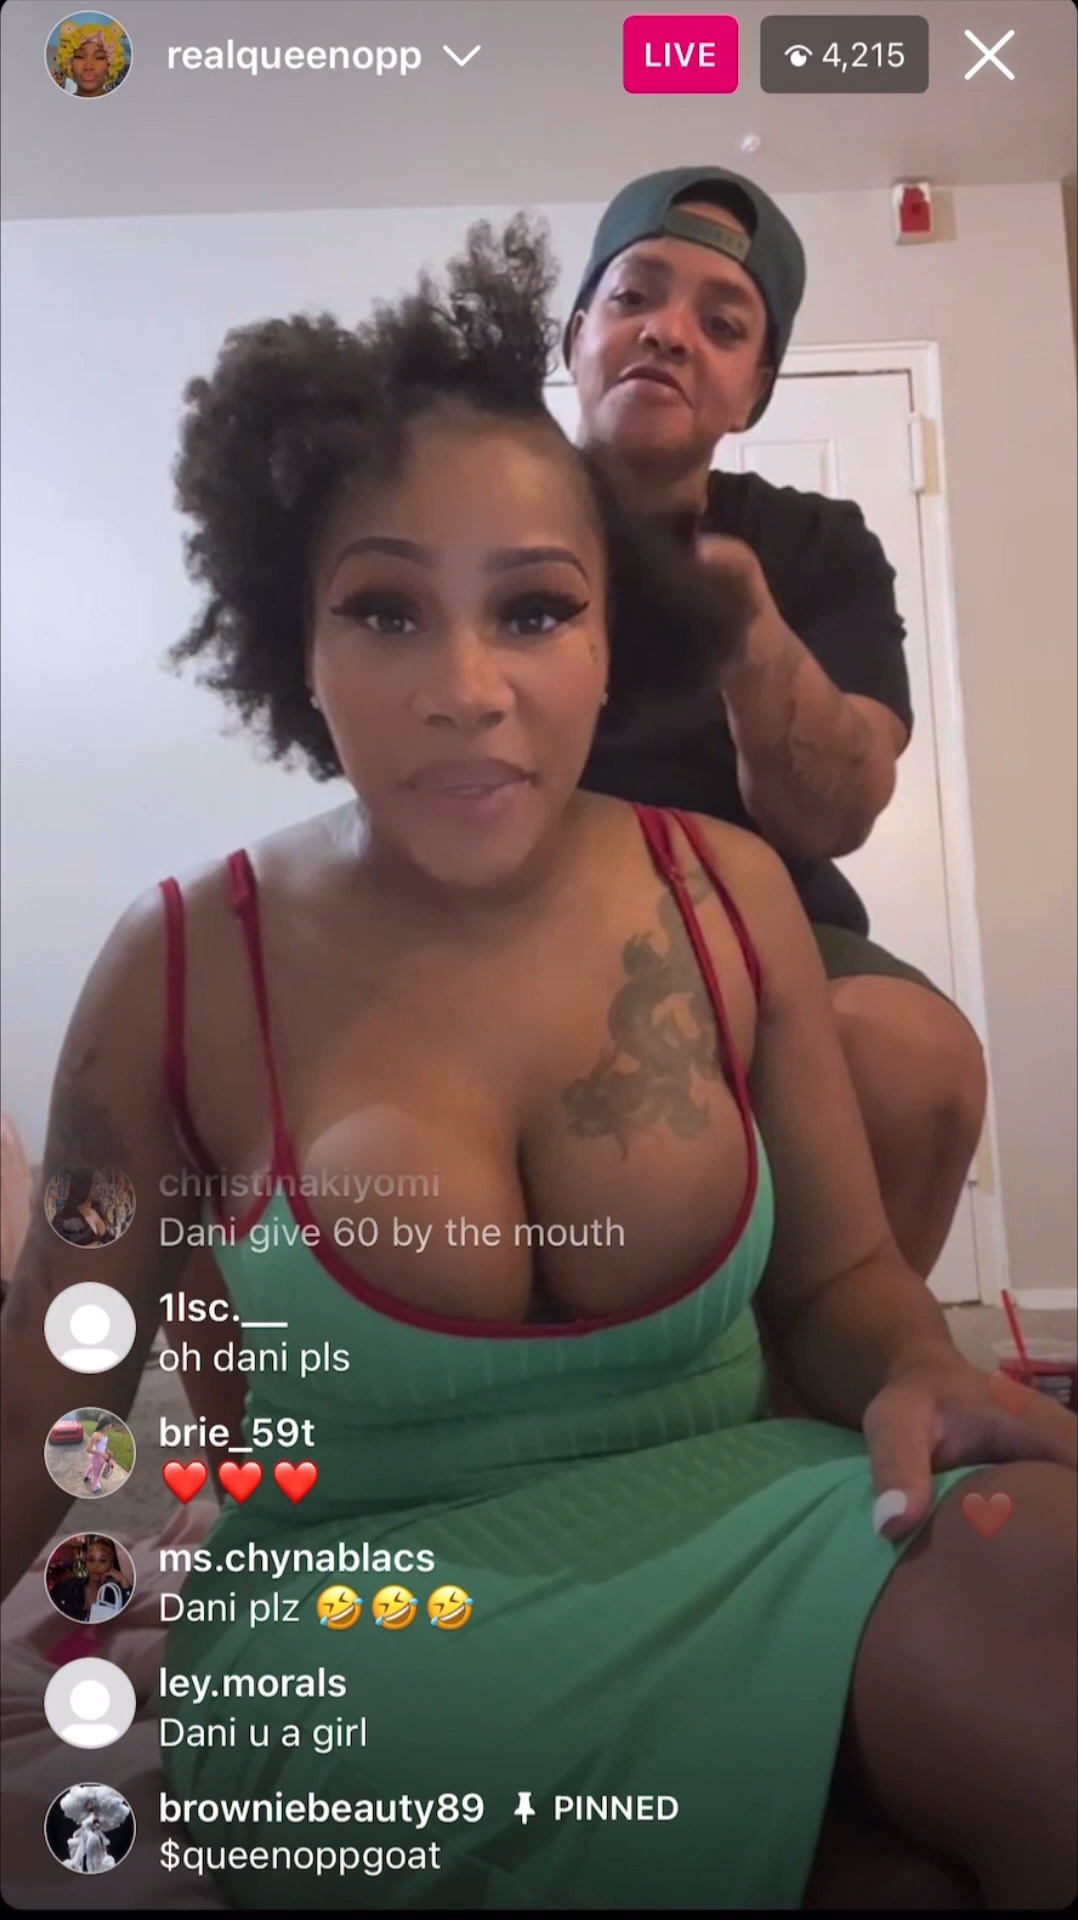 realqueenopp
LIVE
4,215
christinakiyomi
Dani give 60 by the mouth
1lsc.__
oh dani pls
brie_59t
❤️❤️❤️
ms.chynablacs
Dani plz 🤣🤣🤣
ley.morals
Dani u a girl
browniebeauty89 PINNED
$queenoppgoat